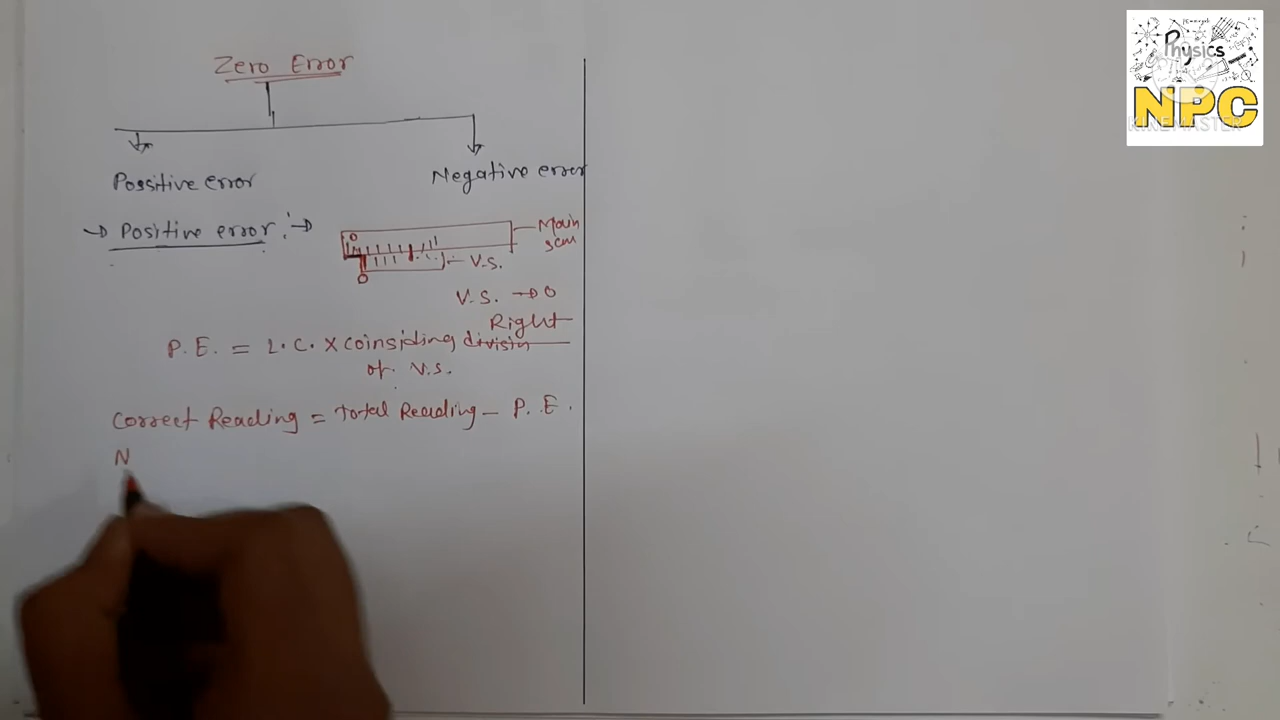 Zero Error
Possitive error
Negative error
Positive error :→
0
Main
V.S.
0
V.S. → 0
Right
P.E. = L.C. X coinsiding division
of V.S.
Correct Reading = Total Reading - P.E.
N
Physics
NPC
KINEMASTER